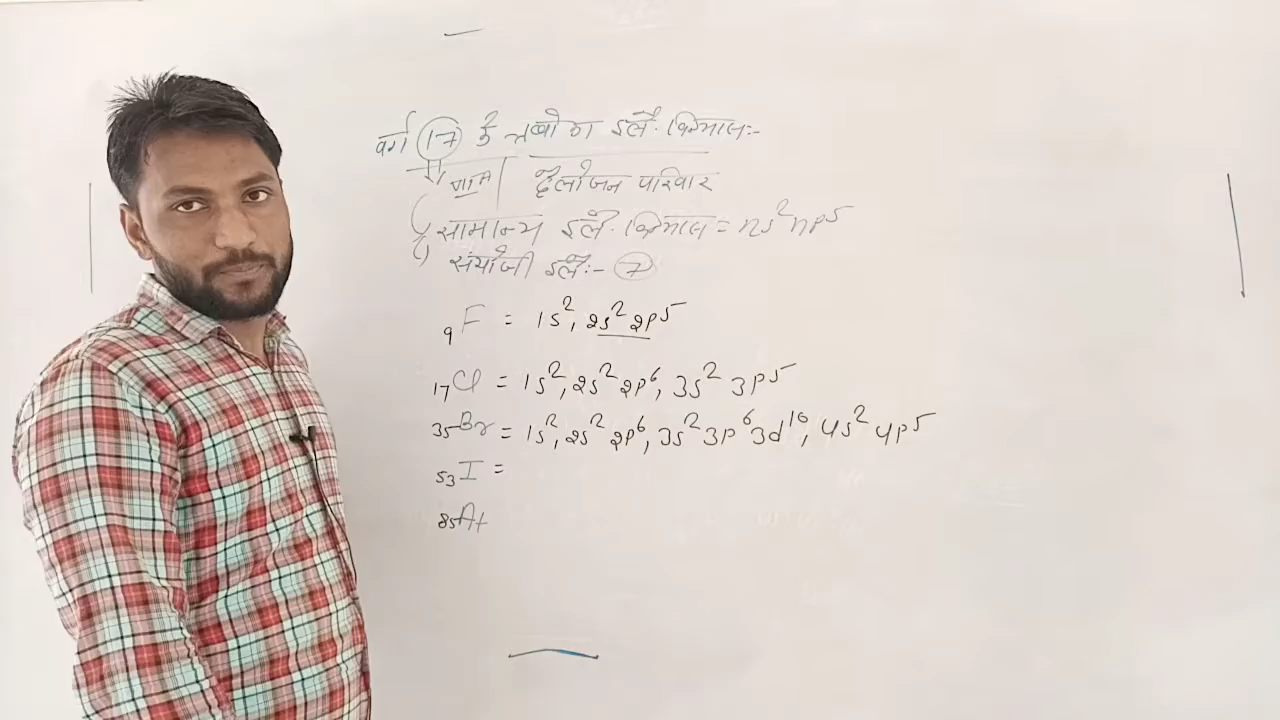 वर्ग 17 के तत्वों का इलै. विन्यास:-
नाम | हैलोजन परिवार
सामान्य इलै. विन्यास = ns² np⁵
संयोजी इलै:- 7
₉F = 1s², 2s² 2p⁵
₁₇Cl = 1s², 2s² 2p⁶, 3s² 3p⁵
₃₅Br = 1s², 2s² 2p⁶, 3s² 3p⁶ 3d¹⁰, 4s² 4p⁵
₅₃I =
₈₅At